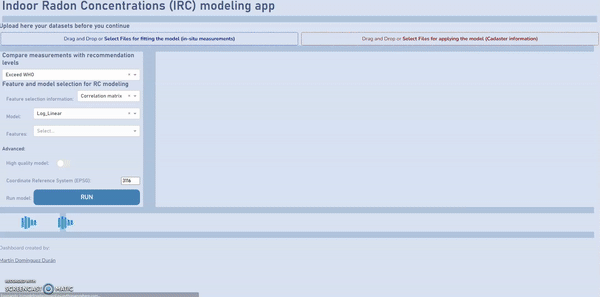 Indoor Radon Concentrations (IRC) modeling app
Upload here your datasets before you continue
Drag and Drop or Select Files for fitting the model (in-situ measurements)
Drag and Drop or Select Files for applying the model (Cadaster information)
Compare measurements with recommendation
levels
Exceed WHO
Feature and model selection for RC modeling
Feature selection information:
Correlation matrix
Model:
Log_Linear
Features:
Select...
Advanced:
High quality model:
Coordinate Reference System (EPSG):
Run model:
RUN
Dashboard created by:
Martín Domínguez Durán
RECORDED WITH
SCREENCAST MATIC